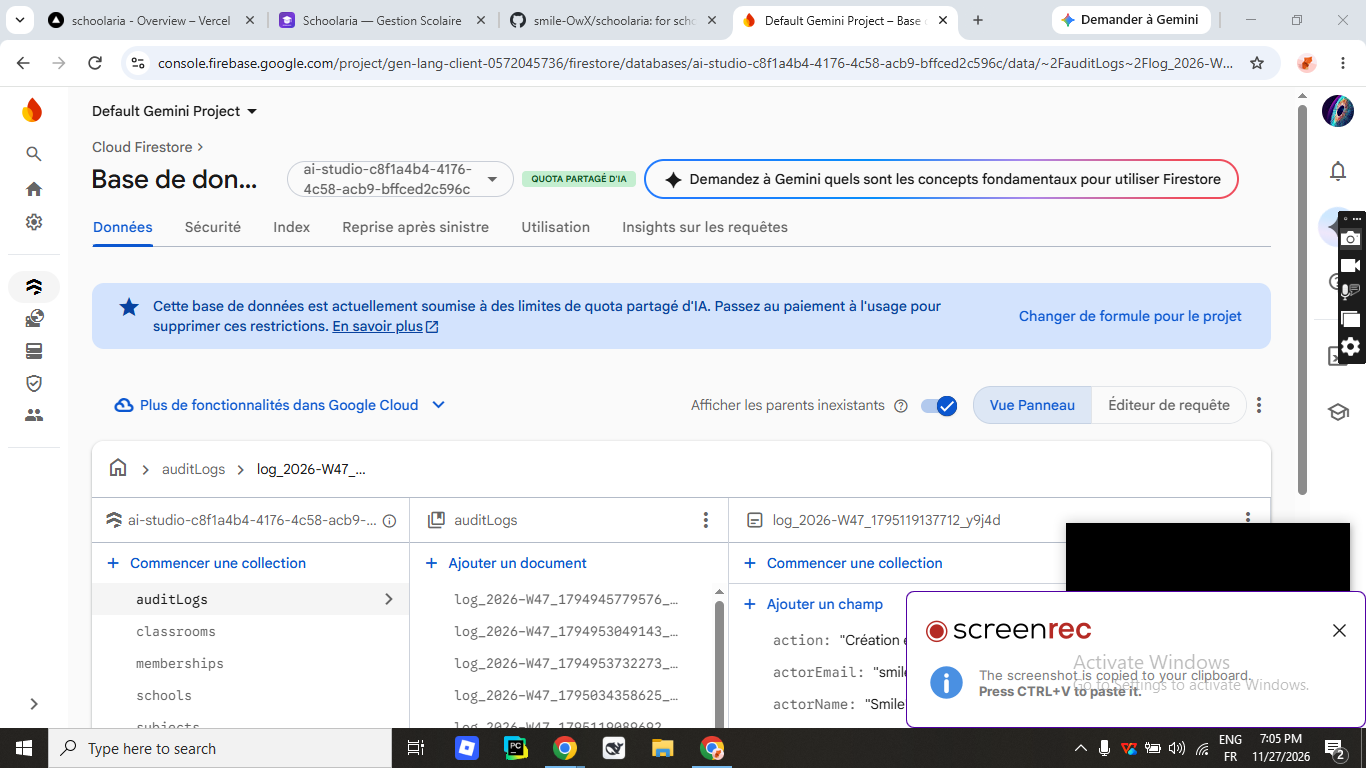 schoolaria - Overview – Vercel
Schoolaria — Gestion Scolaire
smile-OwX/schoolaria: for scho
Default Gemini Project – Base d
Demander à Gemini
console.firebase.google.com/project/gen-lang-client-0572045736/firestore/databases/ai-studio-c8f1a4b4-4176-4c58-acb9-bffced2c596c/data/~2FauditLogs~2Flog_2026-W...
Default Gemini Project
Cloud Firestore
Base de don...
ai-studio-c8f1a4b4-4176-
4c58-acb9-bffced2c596c
QUOTA PARTAGÉ D'IA
Demandez à Gemini quels sont les concepts fondamentaux pour utiliser Firestore
Données
Sécurité
Index
Reprise après sinistre
Utilisation
Insights sur les requêtes
Cette base de données est actuellement soumise à des limites de quota partagé d'IA. Passez au paiement à l'usage pour
supprimer ces restrictions. En savoir plus
Changer de formule pour le projet
Plus de fonctionnalités dans Google Cloud
Afficher les parents inexistants
Vue Panneau
Éditeur de requête
auditLogs
log_2026-W47_...
ai-studio-c8f1a4b4-4176-4c58-acb9-...
auditLogs
log_2026-W47_1795119137712_y9j4d
Commencer une collection
Ajouter un document
Commencer une collection
auditLogs
classrooms
memberships
schools
subjects
log_2026-W47_1794945779576_...
log_2026-W47_1794953049143_...
log_2026-W47_1794953732273_...
log_2026-W47_1795034358625_...
log_2026-W47_1795119089692_
Ajouter un champ
action: "Création
actorEmail: "smile
actorName: "Smile
screenrec
The screenshot is copied to your clipboard.
Press CTRL+V to paste it.
Activate Windows
Go to Settings to activate Windows.
Type here to search
PC
ENG
FR
7:05 PM
11/27/2026
2